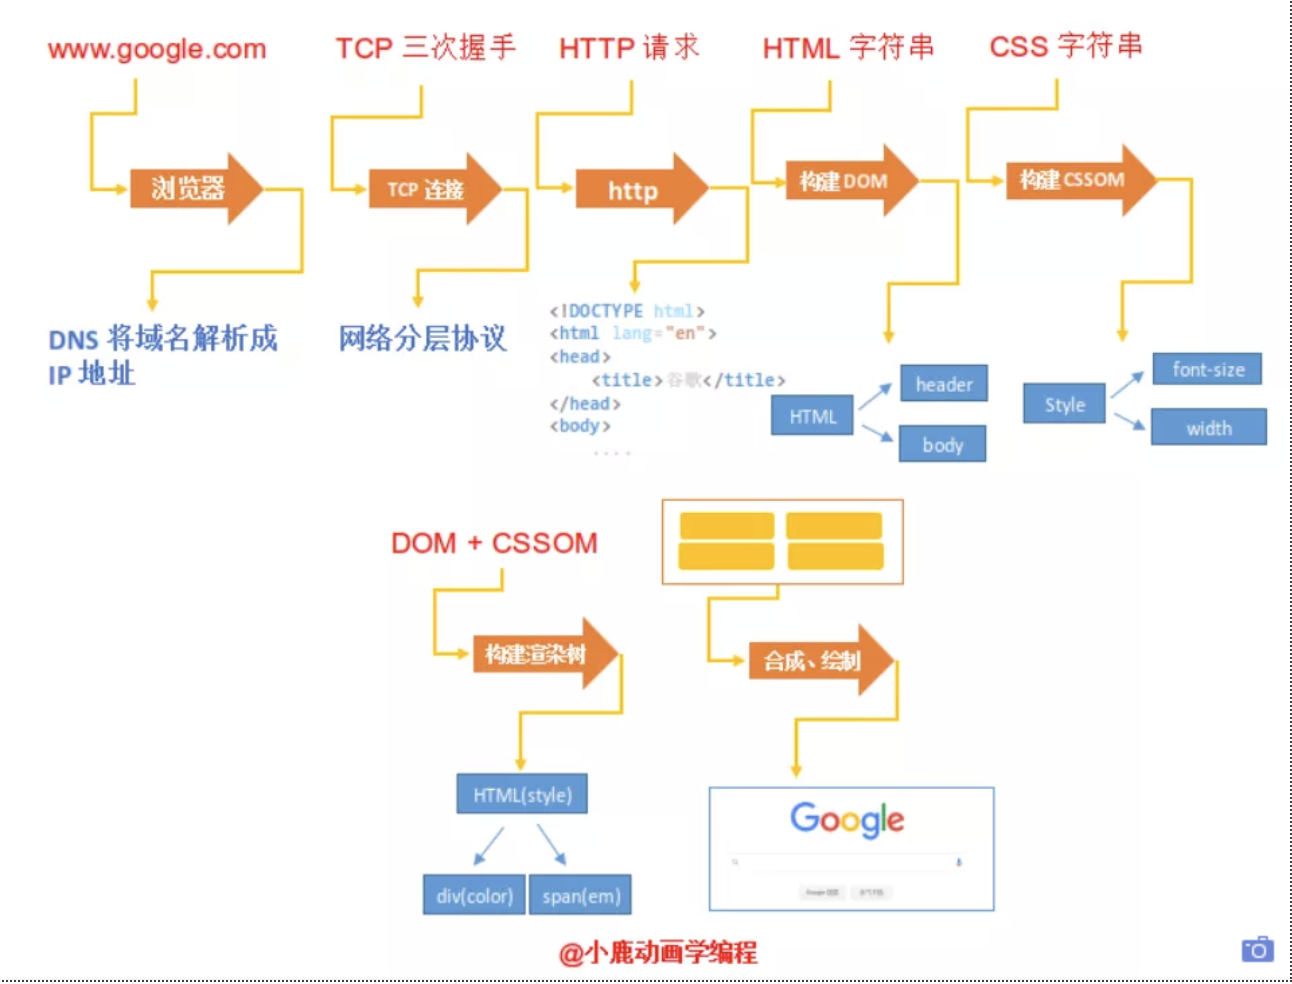 www.google.com
TCP 三次握手
HTTP 请求
HTML 字符串
CSS 字符串
浏览器
TCP 连接
http
构建 DOM
构建 CSSOM
DNS 将域名解析成
IP 地址
网络分层协议
<!DOCTYPE html>
<html lang="en">
<head>
<title>谷歌</title>
</head>
<body>
....
HTML
header
body
Style
font-size
width
DOM + CSSOM
构建渲染树
合成、绘制
HTML(style)
div(color)
span(em)
Google
@小鹿动画学编程